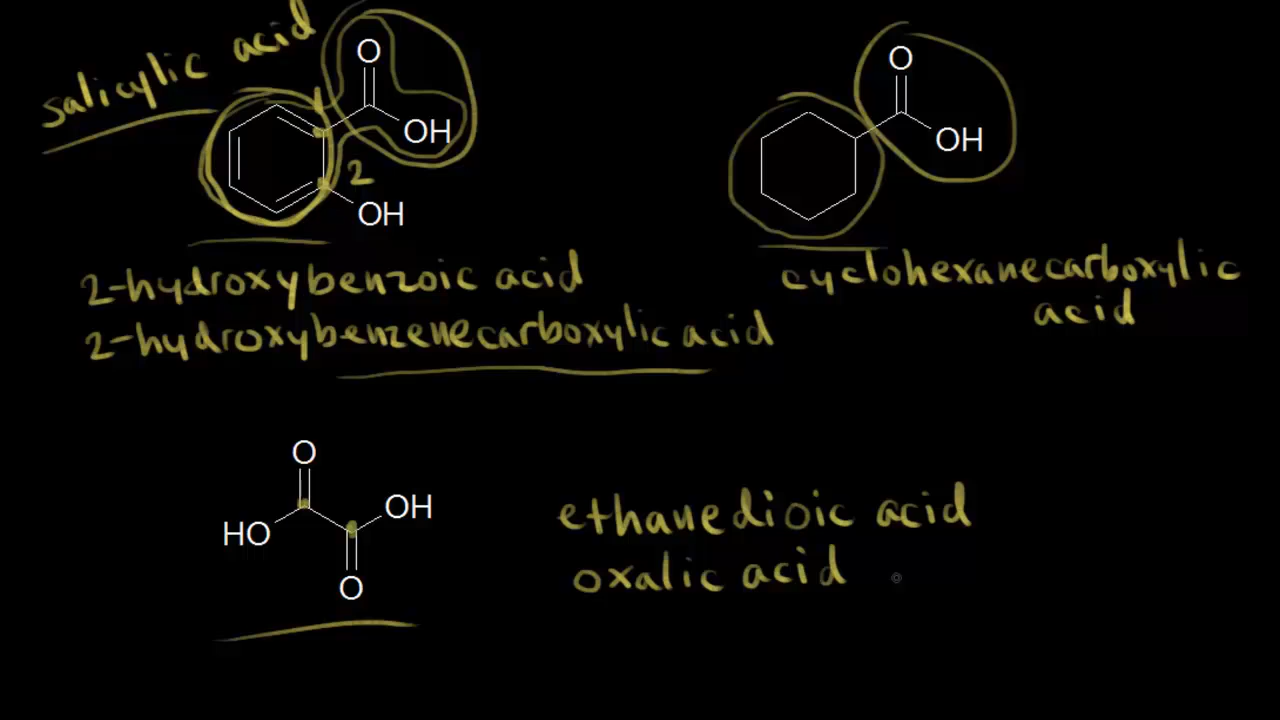 salicylic acid
O
OH
1
2
OH
2-hydroxybenzoic acid
2-hydroxybenzenecarboxylic acid
O
OH
cyclohexanecarboxylic
acid
O
OH
HO
O
ethanedioic acid
oxalic acid